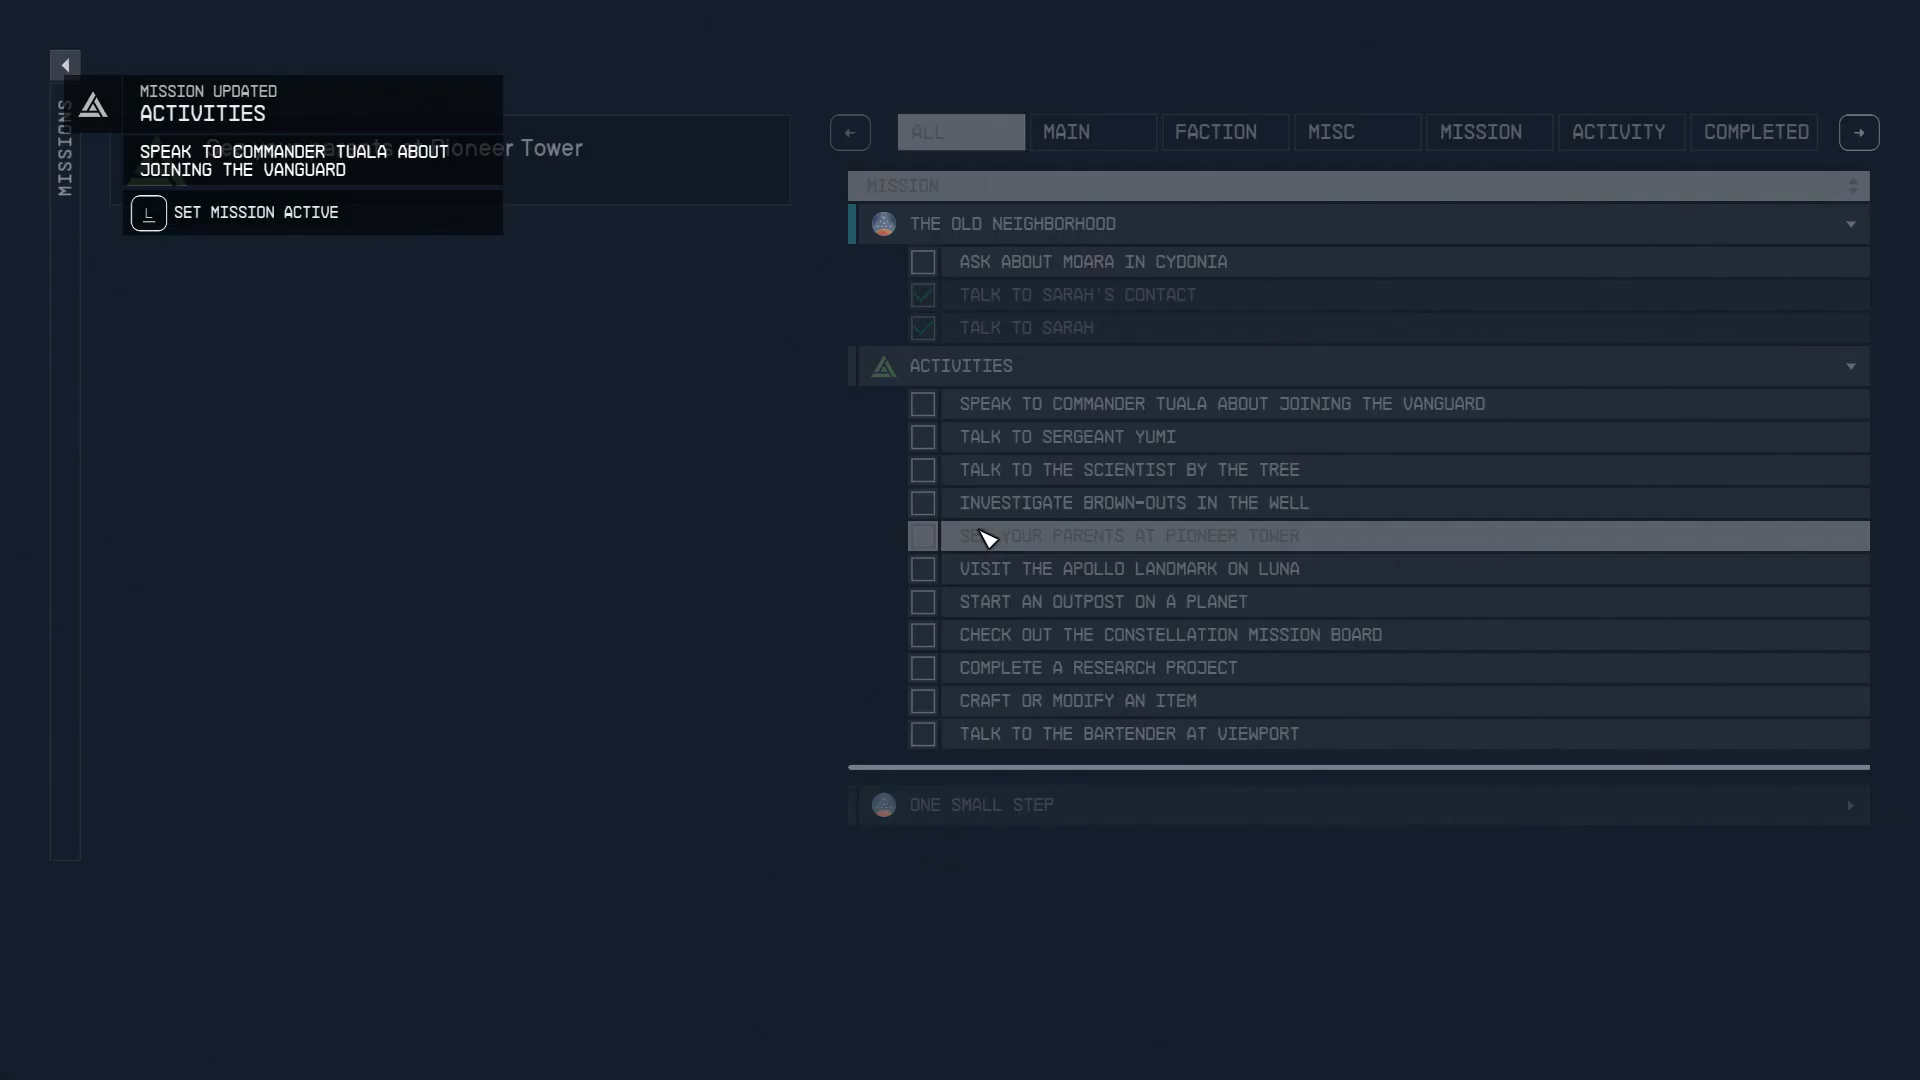 MISSIONS
MISSION UPDATED
ACTIVITIES
SPEAK TO COMMANDER TUALA ABOUT
JOINING THE VANGUARD
See your parents at Pioneer Tower
L SET MISSION ACTIVE
ALL
MAIN
FACTION
MISC
MISSION
ACTIVITY
COMPLETED
MISSION
THE OLD NEIGHBORHOOD
ASK ABOUT MOARA IN CYDONIA
TALK TO SARAH'S CONTACT
TALK TO SARAH
ACTIVITIES
SPEAK TO COMMANDER TUALA ABOUT JOINING THE VANGUARD
TALK TO SERGEANT YUMI
TALK TO THE SCIENTIST BY THE TREE
INVESTIGATE BROWN-OUTS IN THE WELL
SEE YOUR PARENTS AT PIONEER TOWER
VISIT THE APOLLO LANDMARK ON LUNA
START AN OUTPOST ON A PLANET
CHECK OUT THE CONSTELLATION MISSION BOARD
COMPLETE A RESEARCH PROJECT
CRAFT OR MODIFY AN ITEM
TALK TO THE BARTENDER AT VIEWPORT
ONE SMALL STEP